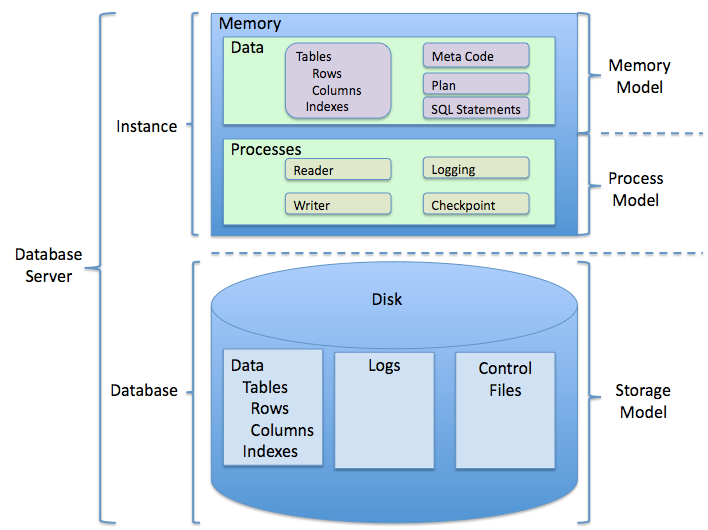 Memory
Data
Tables
Rows
Columns
Indexes
Meta Code
Plan
SQL Statements
Memory
Model
Instance
Processes
Reader
Logging
Writer
Checkpoint
Process
Model
Database
Server
Disk
Database
Data
Tables
Rows
Columns
Indexes
Logs
Control
Files
Storage
Model